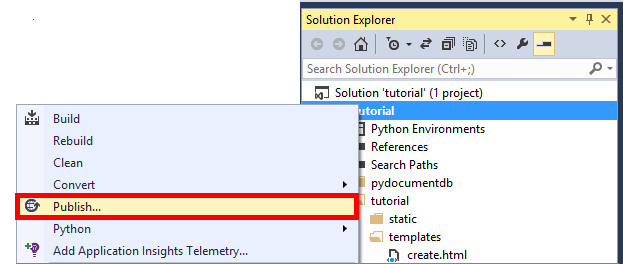 Solution Explorer
Search Solution Explorer (Ctrl+;)
Solution 'tutorial' (1 project)
tutorial
Python Environments
References
Search Paths
pydocumentdb
tutorial
static
templates
create.html
Build
Rebuild
Clean
Convert
Publish...
Python
Add Application Insights Telemetry...